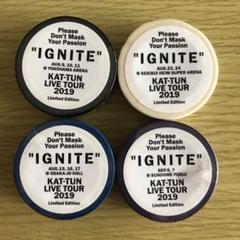 Please
Don't Mask
Your Passion
"IGNITE"
AUG.9, 10, 11
@ YOKOHAMA ARENA
KAT-TUN
LIVE TOUR
2019
Limited Edition
Please
Don't Mask
Your Passion
"IGNITE"
AUG.23, 24
@ SEKISUI HEIM SUPER ARENA
KAT-TUN
LIVE TOUR
2019
Limited Edition
Please
Don't Mask
Your Passion
"IGNITE"
AUG.15, 16, 17
@ OSAKA-JO HALL
KAT-TUN
LIVE TOUR
2019
Limited Edition
Please
Don't Mask
Your Passion
"IGNITE"
SEP.6, 7
@ SUNDOME FUKUI
KAT-TUN
LIVE TOUR
2019
Limited Edition